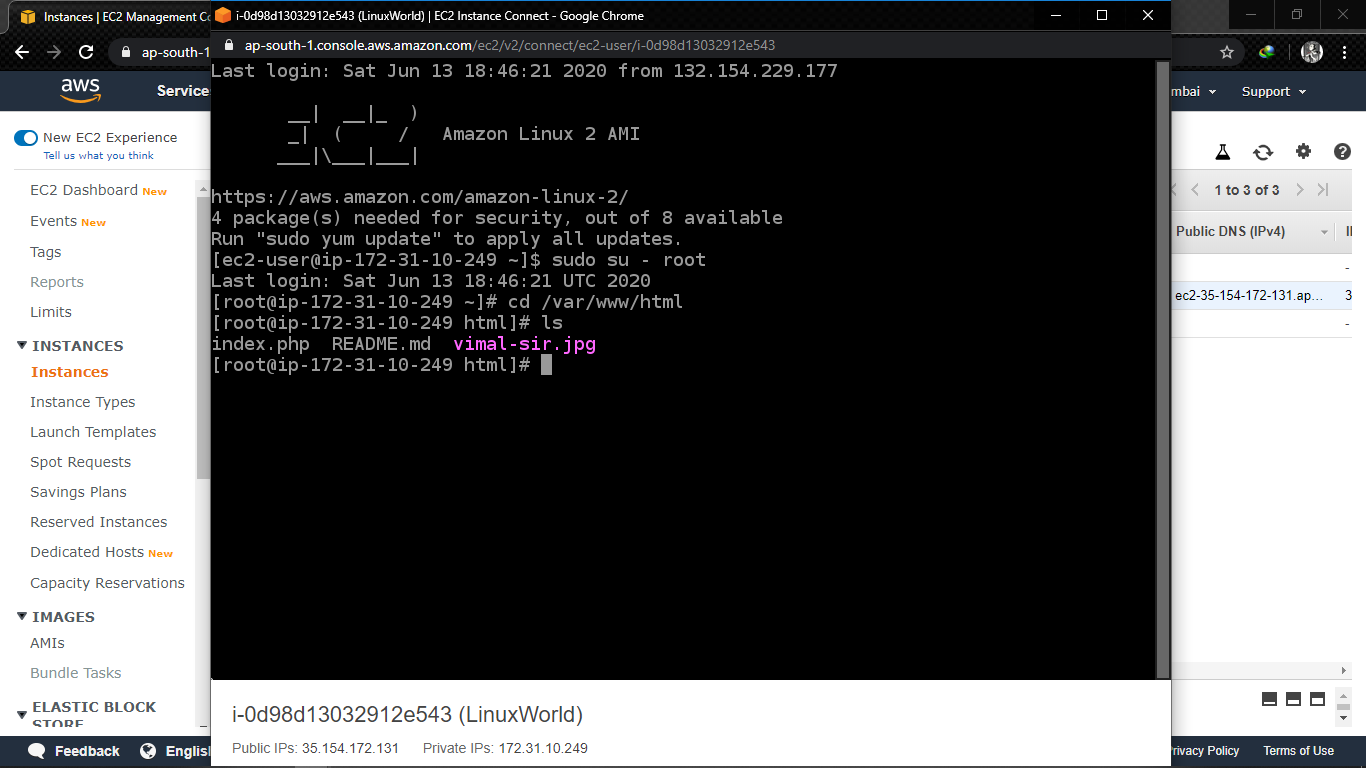 Instances | EC2 Management Co
i-0d98d13032912e543 (LinuxWorld) | EC2 Instance Connect - Google Chrome
ap-south-1
ap-south-1.console.aws.amazon.com/ec2/v2/connect/ec2-user/i-0d98d13032912e543
aws
Services
mbai
Support
New EC2 Experience
Tell us what you think
EC2 Dashboard New
Events New
Tags
Reports
Limits
INSTANCES
Instances
Instance Types
Launch Templates
Spot Requests
Savings Plans
Reserved Instances
Dedicated Hosts New
Capacity Reservations
IMAGES
AMIs
Bundle Tasks
ELASTIC BLOCK
STORE
Last login: Sat Jun 13 18:46:21 2020 from 132.154.229.177
__|  __|_  )
_|  (     /   Amazon Linux 2 AMI
___|\___|___|
https://aws.amazon.com/amazon-linux-2/
4 package(s) needed for security, out of 8 available
Run "sudo yum update" to apply all updates.
[ec2-user@ip-172-31-10-249 ~]$ sudo su - root
Last login: Sat Jun 13 18:46:21 UTC 2020
[root@ip-172-31-10-249 ~]# cd /var/www/html
[root@ip-172-31-10-249 html]# ls
index.php  README.md  vimal-sir.jpg
[root@ip-172-31-10-249 html]#
1 to 3 of 3
Public DNS (IPv4)
-
ec2-35-154-172-131.ap... 3
-
i-0d98d13032912e543 (LinuxWorld)
Public IPs: 35.154.172.131 Private IPs: 172.31.10.249
Feedback
Englis
rivacy Policy
Terms of Use